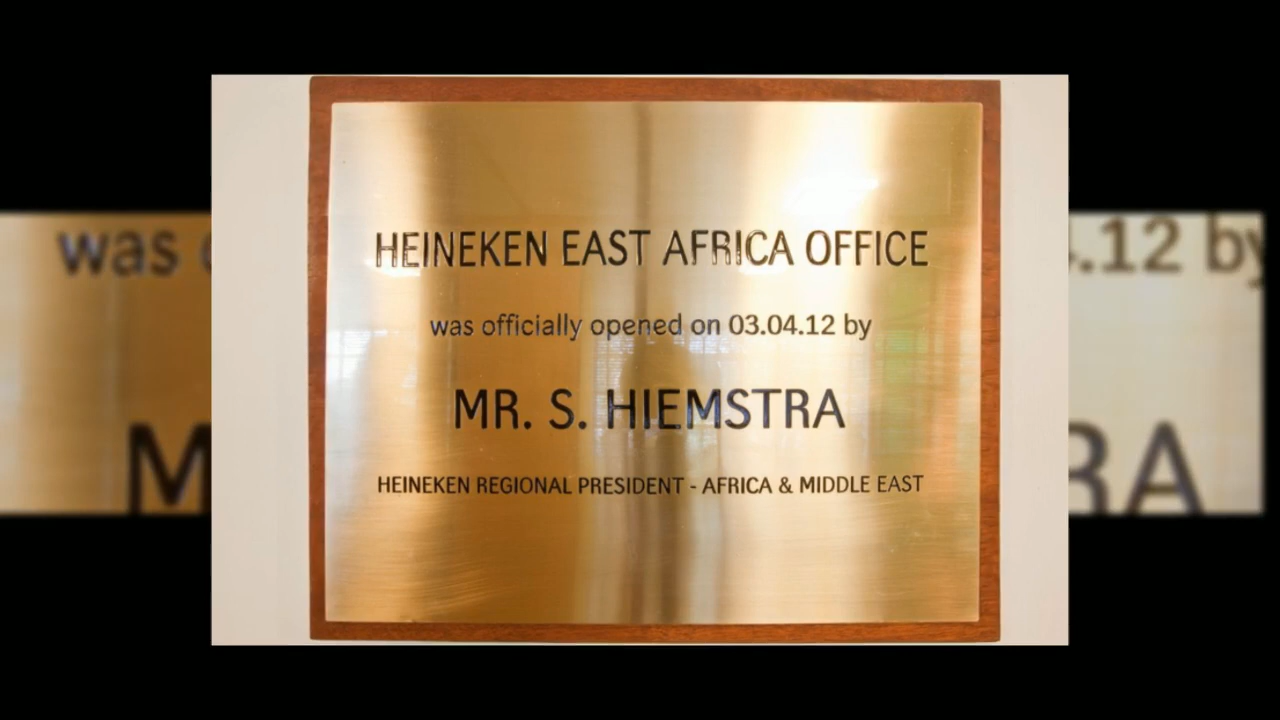 HEINEKEN EAST AFRICA OFFICE
was officially opened on 03.04.12 by
MR. S. HIEMSTRA
HEINEKEN REGIONAL PRESIDENT - AFRICA & MIDDLE EAST